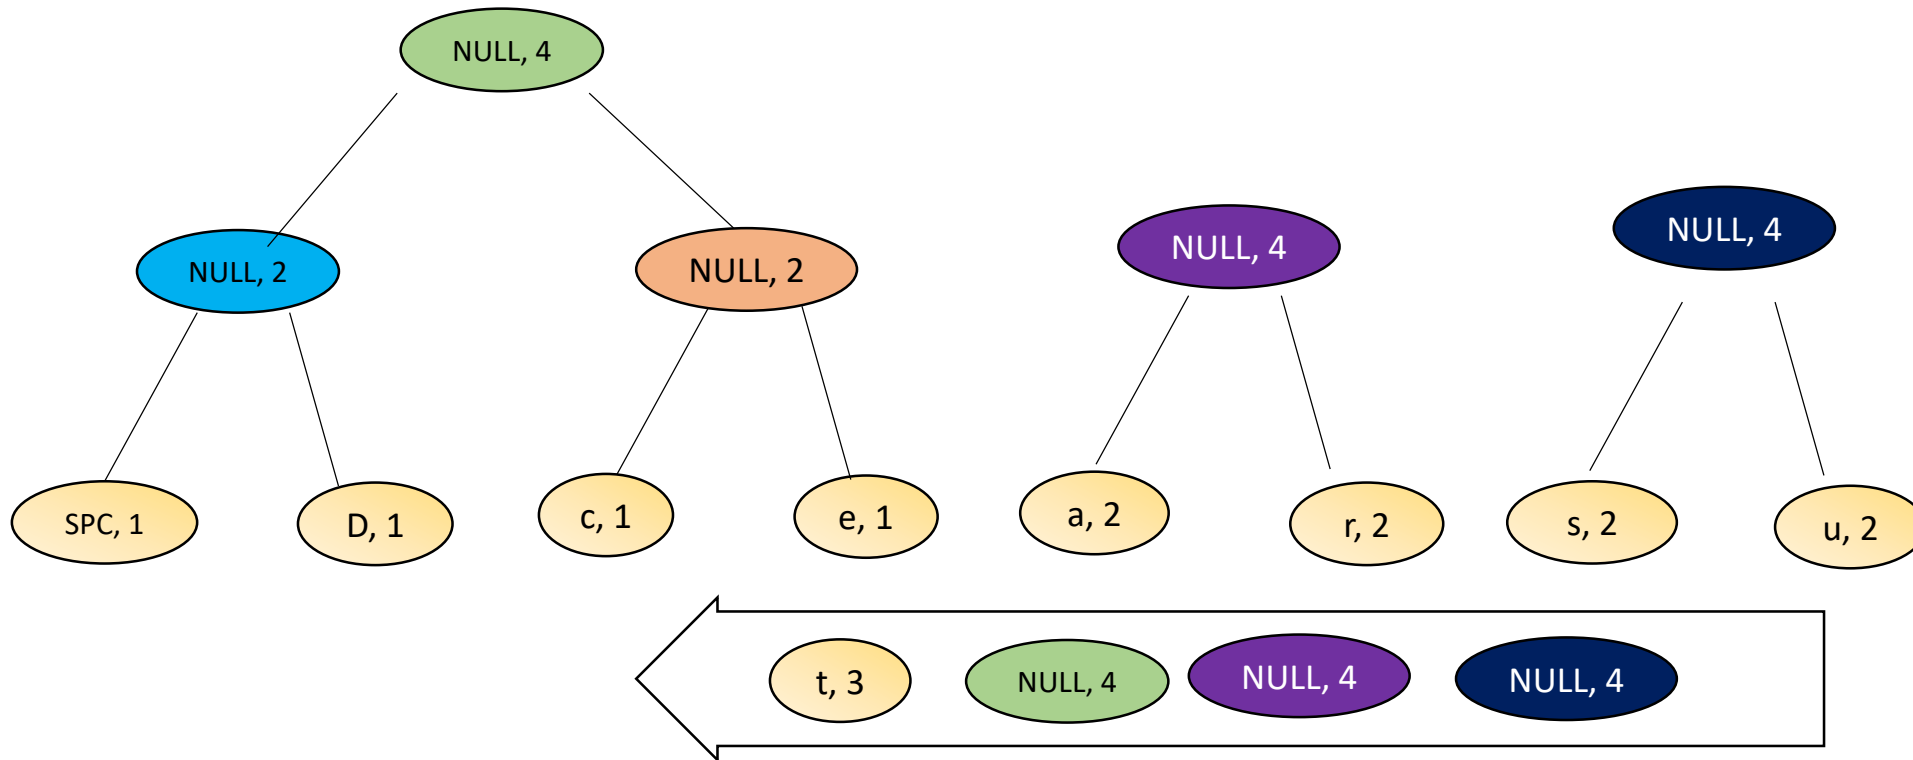 NULL, 4
NULL, 2
NULL, 2
NULL, 4
NULL, 4
SPC, 1
D, 1
c, 1
e, 1
a, 2
r, 2
s, 2
u, 2
t, 3
NULL, 4
NULL, 4
NULL, 4